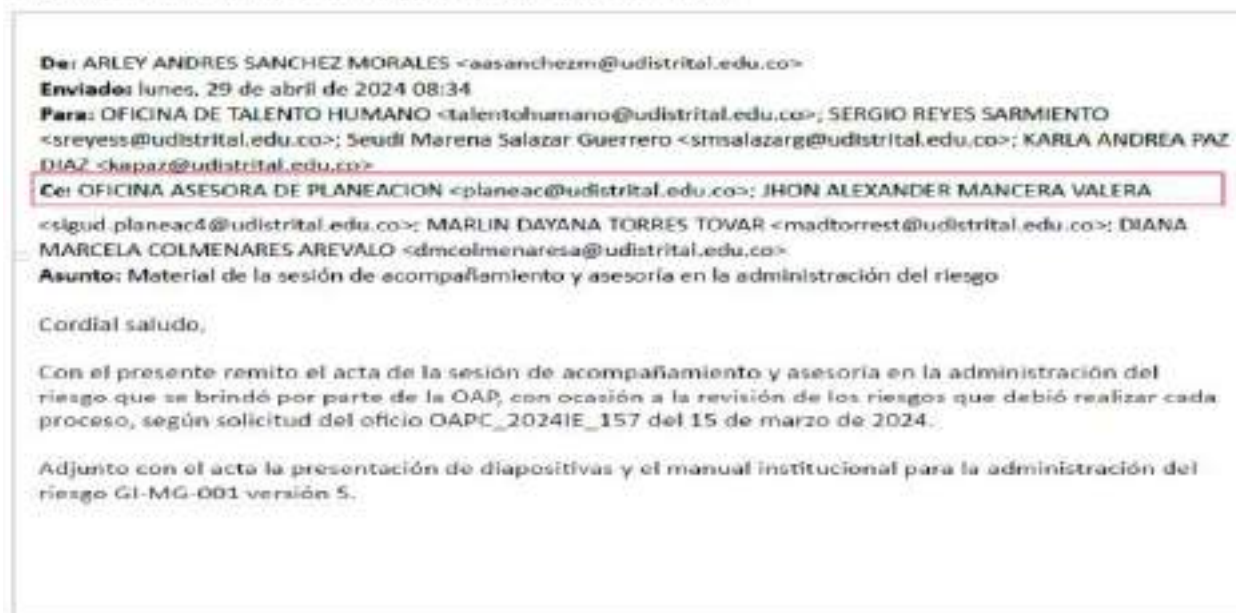 De: ARLEY ANDRES SANCHEZ MORALES <aasanchezm@udistrital.edu.co>
Enviado: lunes, 29 de abril de 2024 08:34
Para: OFICINA DE TALENTO HUMANO <talentohumano@udistrital.edu.co>; SERGIO REYES SARMIENTO
<sreyess@udistrital.edu.co>; Seudi Marena Salazar Guerrero <smsalazarg@udistrital.edu.co>; KARLA ANDREA PAZ
DIAZ <kapaz@udistrital.edu.co>
Cc: OFICINA ASESORA DE PLANEACION <planeac@udistrital.edu.co>; JHON ALEXANDER MANCERA VALERA
<sigud.planeac4@udistrital.edu.co>; MARLIN DAYANA TORRES TOVAR <madtorrest@udistrital.edu.co>; DIANA
MARCELA COLMENARES AREVALO <dmcolmenaresa@udistrital.edu.co>
Asunto: Material de la sesión de acompañamiento y asesoría en la administración del riesgo
Cordial saludo,
Con el presente remito el acta de la sesión de acompañamiento y asesoría en la administración del
riesgo que se brindó por parte de la OAP, con ocasión a la revisión de los riesgos que debió realizar cada
proceso, según solicitud del oficio OAPC_2024IE_157 del 15 de marzo de 2024.
Adjunto con el acta la presentación de diapositivas y el manual institucional para la administración del
riesgo GI-MG-001 versión 5.